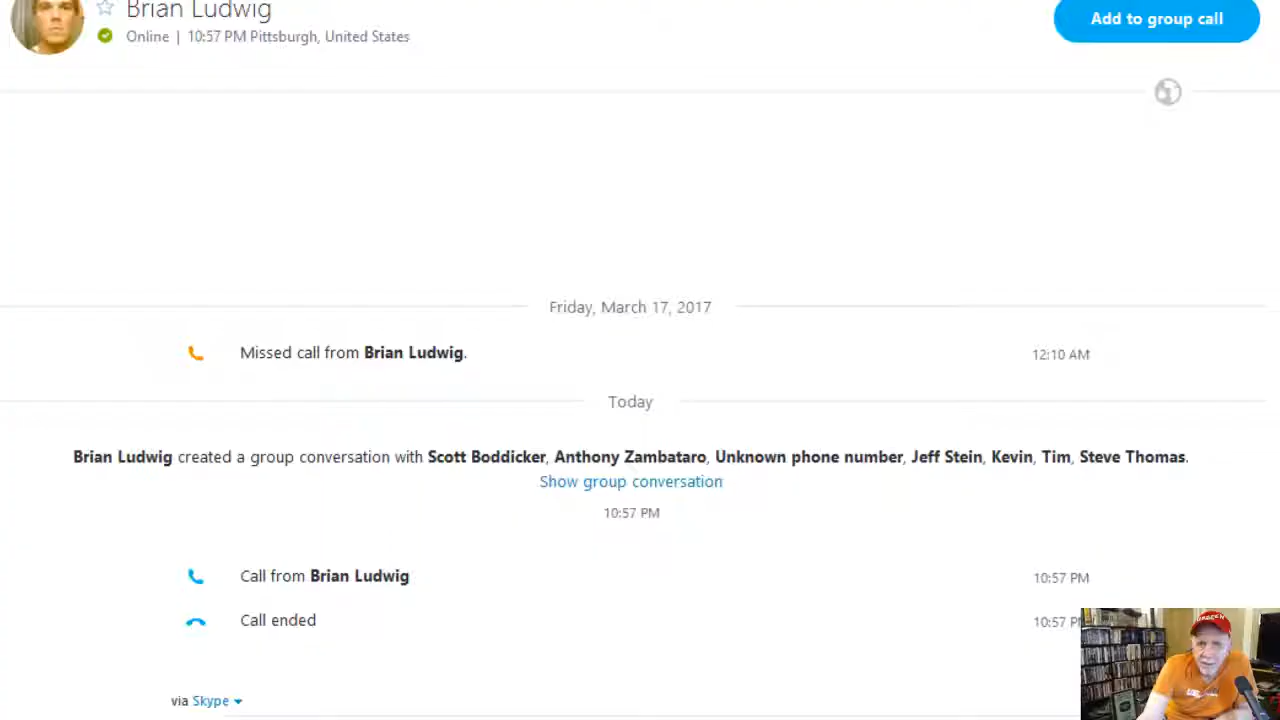 Brian Ludwig
Online | 10:57 PM Pittsburgh, United States
Add to group call
Friday, March 17, 2017
Missed call from Brian Ludwig.
12:10 AM
Today
Brian Ludwig created a group conversation with Scott Boddicker, Anthony Zambataro, Unknown phone number, Jeff Stein, Kevin, Tim, Steve Thomas.
Show group conversation
10:57 PM
Call from Brian Ludwig
10:57 PM
Call ended
10:57
via Skype